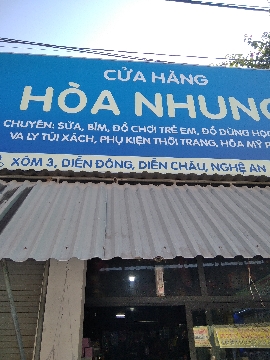 CỬA HÀNG
HÒA NHUNG
CHUYÊN: SỮA, BỈM, ĐỒ CHƠI TRẺ EM, ĐỒ DÙNG HỌC
VA LY TÚI XÁCH, PHỤ KIỆN THỜI TRANG, HÓA MỸ P
XÓM 3, DIỄN ĐỒNG, DIỄN CHÂU, NGHỆ AN